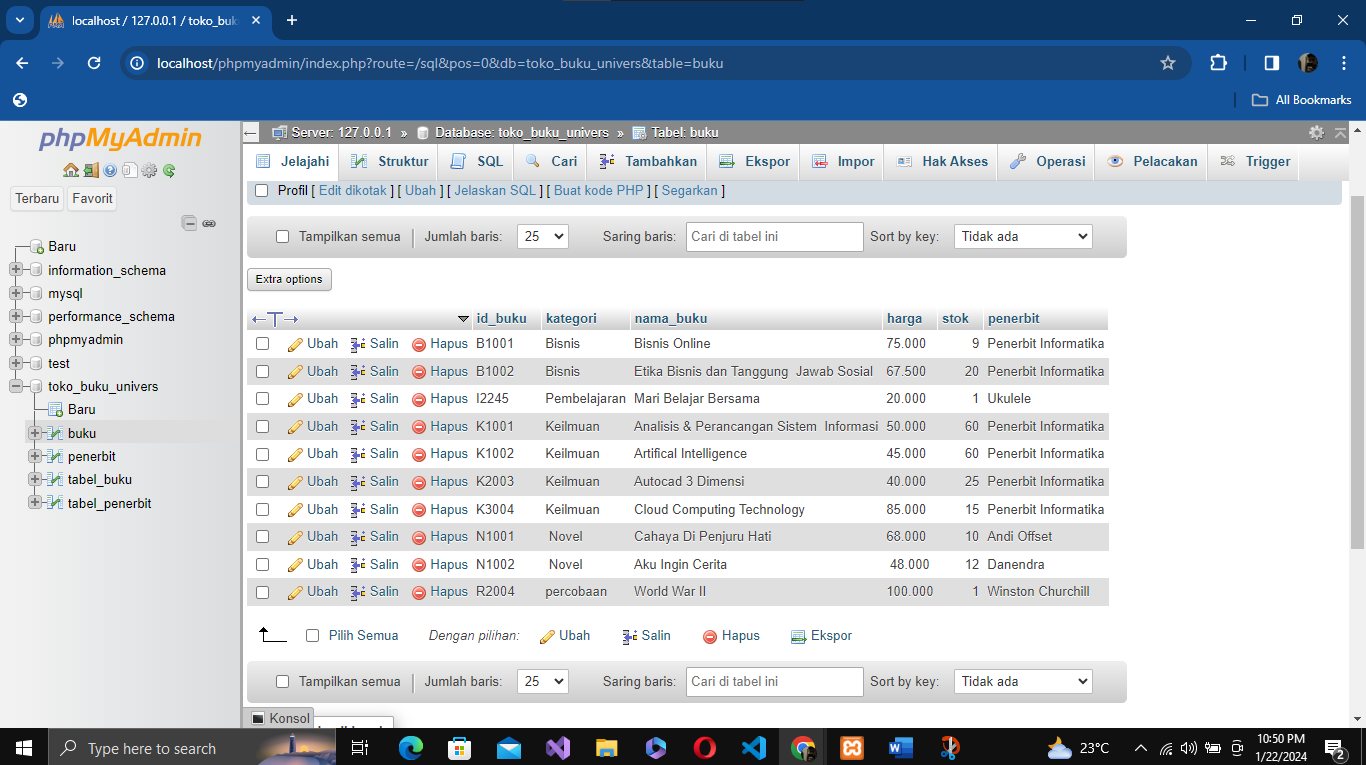 localhost / 127.0.0.1 / toko_buk
localhost/phpmyadmin/index.php?route=/sql&pos=0&db=toko_buku_univers&table=buku
All Bookmarks
phpMyAdmin
Terbaru Favorit
Baru
information_schema
mysql
performance_schema
phpmyadmin
test
toko_buku_univers
Baru
buku
penerbit
tabel_buku
tabel_penerbit
Server: 127.0.0.1 » Database: toko_buku_univers » Tabel: buku
Jelajahi Struktur SQL Cari Tambahkan Ekspor Impor Hak Akses Operasi Pelacakan Trigger
Profil [ Edit dikotak ] [ Ubah ] [ Jelaskan SQL ] [ Buat kode PHP ] [ Segarkan ]
Tampilkan semua | Jumlah baris: 25 Saring baris: Cari di tabel ini Sort by key: Tidak ada
Extra options
←T→ id_buku kategori nama_buku harga stok penerbit
Ubah Salin Hapus B1001 Bisnis Bisnis Online 75.000 9 Penerbit Informatika
Ubah Salin Hapus B1002 Bisnis Etika Bisnis dan Tanggung Jawab Sosial 67.500 20 Penerbit Informatika
Ubah Salin Hapus I2245 Pembelajaran Mari Belajar Bersama 20.000 1 Ukulele
Ubah Salin Hapus K1001 Keilmuan Analisis & Perancangan Sistem Informasi 50.000 60 Penerbit Informatika
Ubah Salin Hapus K1002 Keilmuan Artifical Intelligence 45.000 60 Penerbit Informatika
Ubah Salin Hapus K2003 Keilmuan Autocad 3 Dimensi 40.000 25 Penerbit Informatika
Ubah Salin Hapus K3004 Keilmuan Cloud Computing Technology 85.000 15 Penerbit Informatika
Ubah Salin Hapus N1001 Novel Cahaya Di Penjuru Hati 68.000 10 Andi Offset
Ubah Salin Hapus N1002 Novel Aku Ingin Cerita 48.000 12 Danendra
Ubah Salin Hapus R2004 percobaan World War II 100.000 1 Winston Churchill
Pilih Semua Dengan pilihan: Ubah Salin Hapus Ekspor
Tampilkan semua | Jumlah baris: 25 Saring baris: Cari di tabel ini Sort by key: Tidak ada
Konsol
Type here to search
23°C
10:50 PM
1/22/2024
2